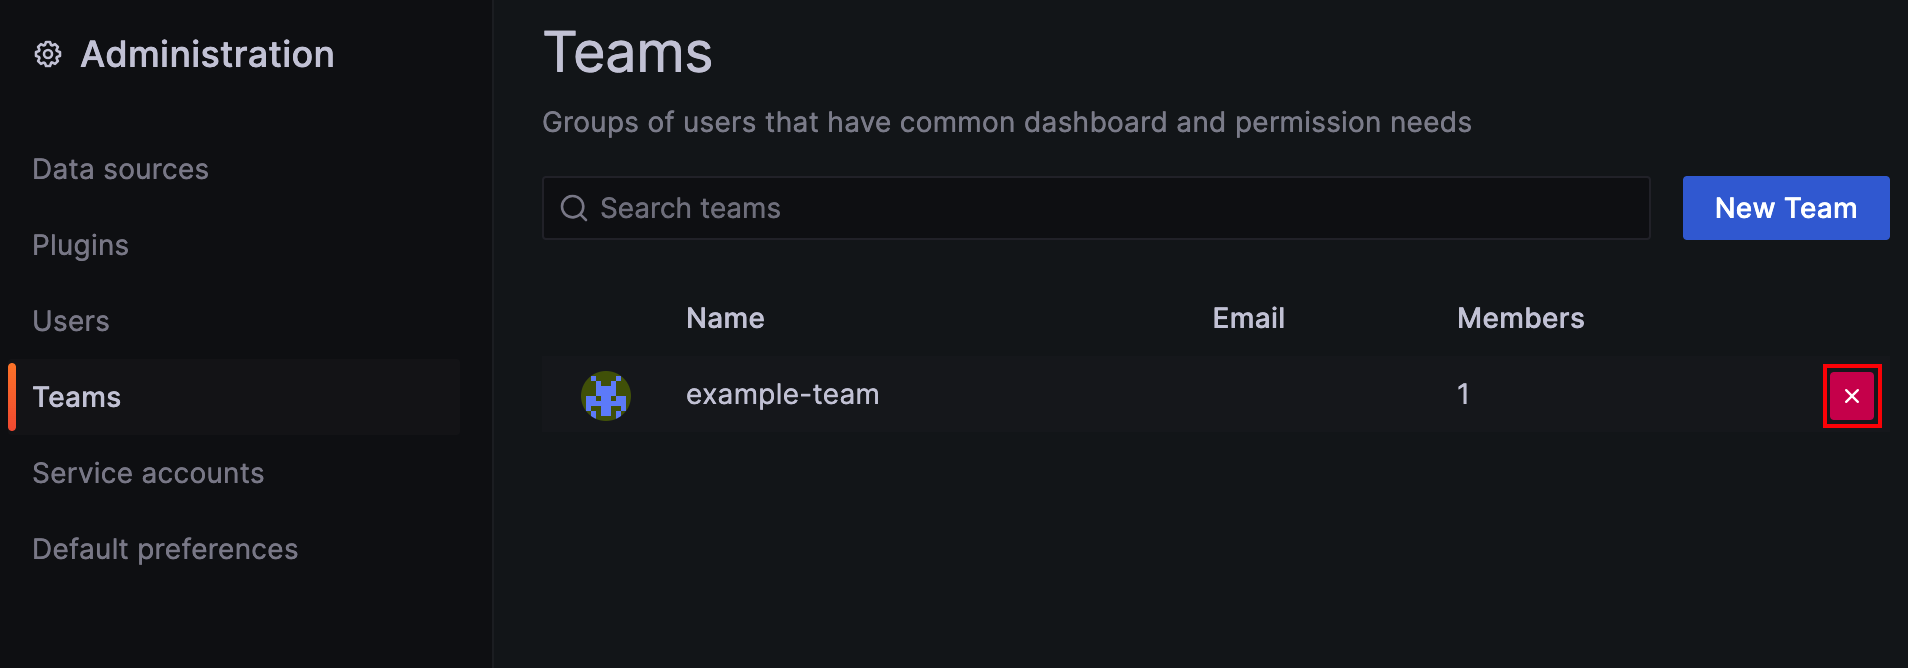 Administration
Data sources
Plugins
Users
Teams
Service accounts
Default preferences
Teams
Groups of users that have common dashboard and permission needs
Search teams
New Team
Name Email Members
example-team 1